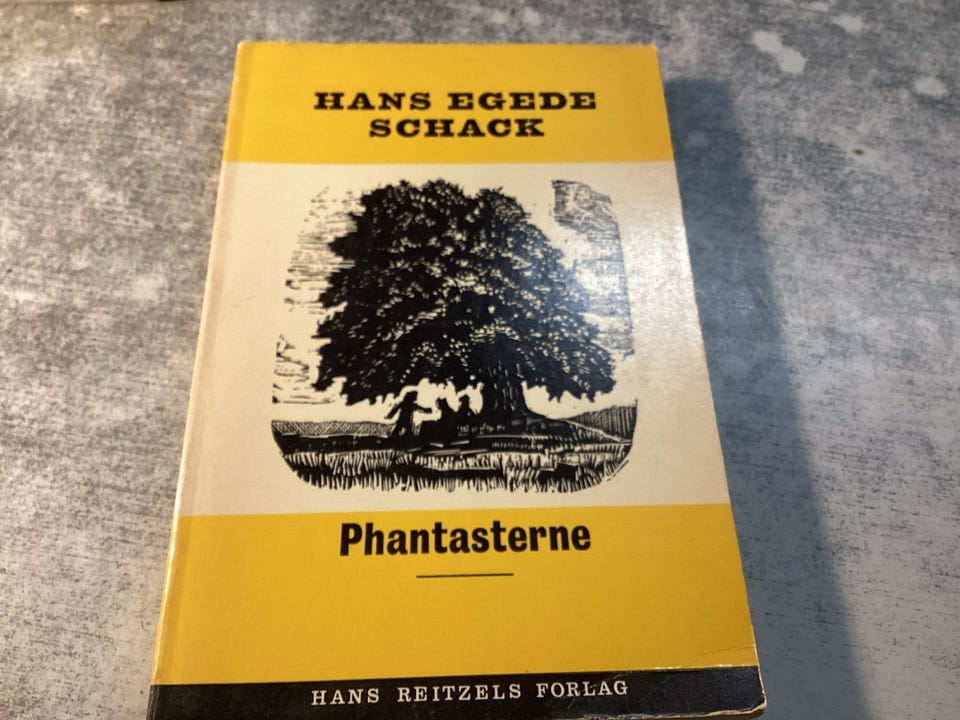 HANS EGEDE
SCHACK
Phantasterne
HANS REITZELS FORLAG